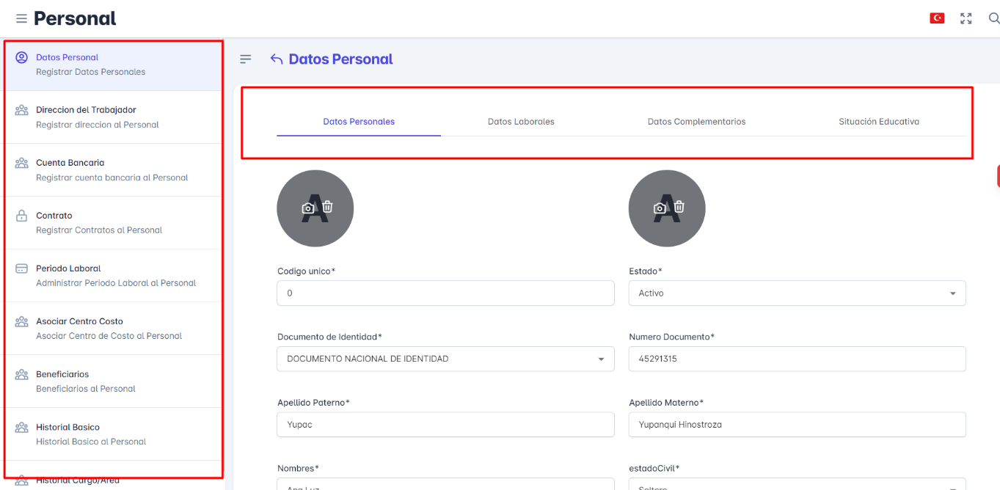 Personal
Datos Personal
Registrar Datos Personales
Direccion del Trabajador
Registrar direccion al Personal
Cuenta Bancaria
Registrar cuenta bancaria al Personal
Contrato
Registrar Contratos al Personal
Periodo Laboral
Administrar Periodo Laboral al Personal
Asociar Centro Costo
Asociar Centro de Costo al Personal
Beneficiarios
Beneficiarios al Personal
Historial Basico
Historial Basico al Personal
Historial Cargo/Area
Datos Personal
Datos Personales Datos Laborales Datos Complementarios Situación Educativa
A A
Codigo unico* Estado*
0 Activo
Documento de Identidad* Numero Documento*
DOCUMENTO NACIONAL DE IDENTIDAD 45291315
Apellido Paterno* Apellido Materno*
Yupac Yupanqui Hinostroza
Nombres* estadoCivil*
Ana Luz Soltero